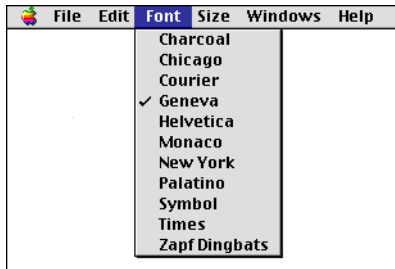 File Edit Font Size Windows Help
Charcoal
Chicago
Courier
✓ Geneva
Helvetica
Monaco
New York
Palatino
Symbol
Times
Zapf Dingbats